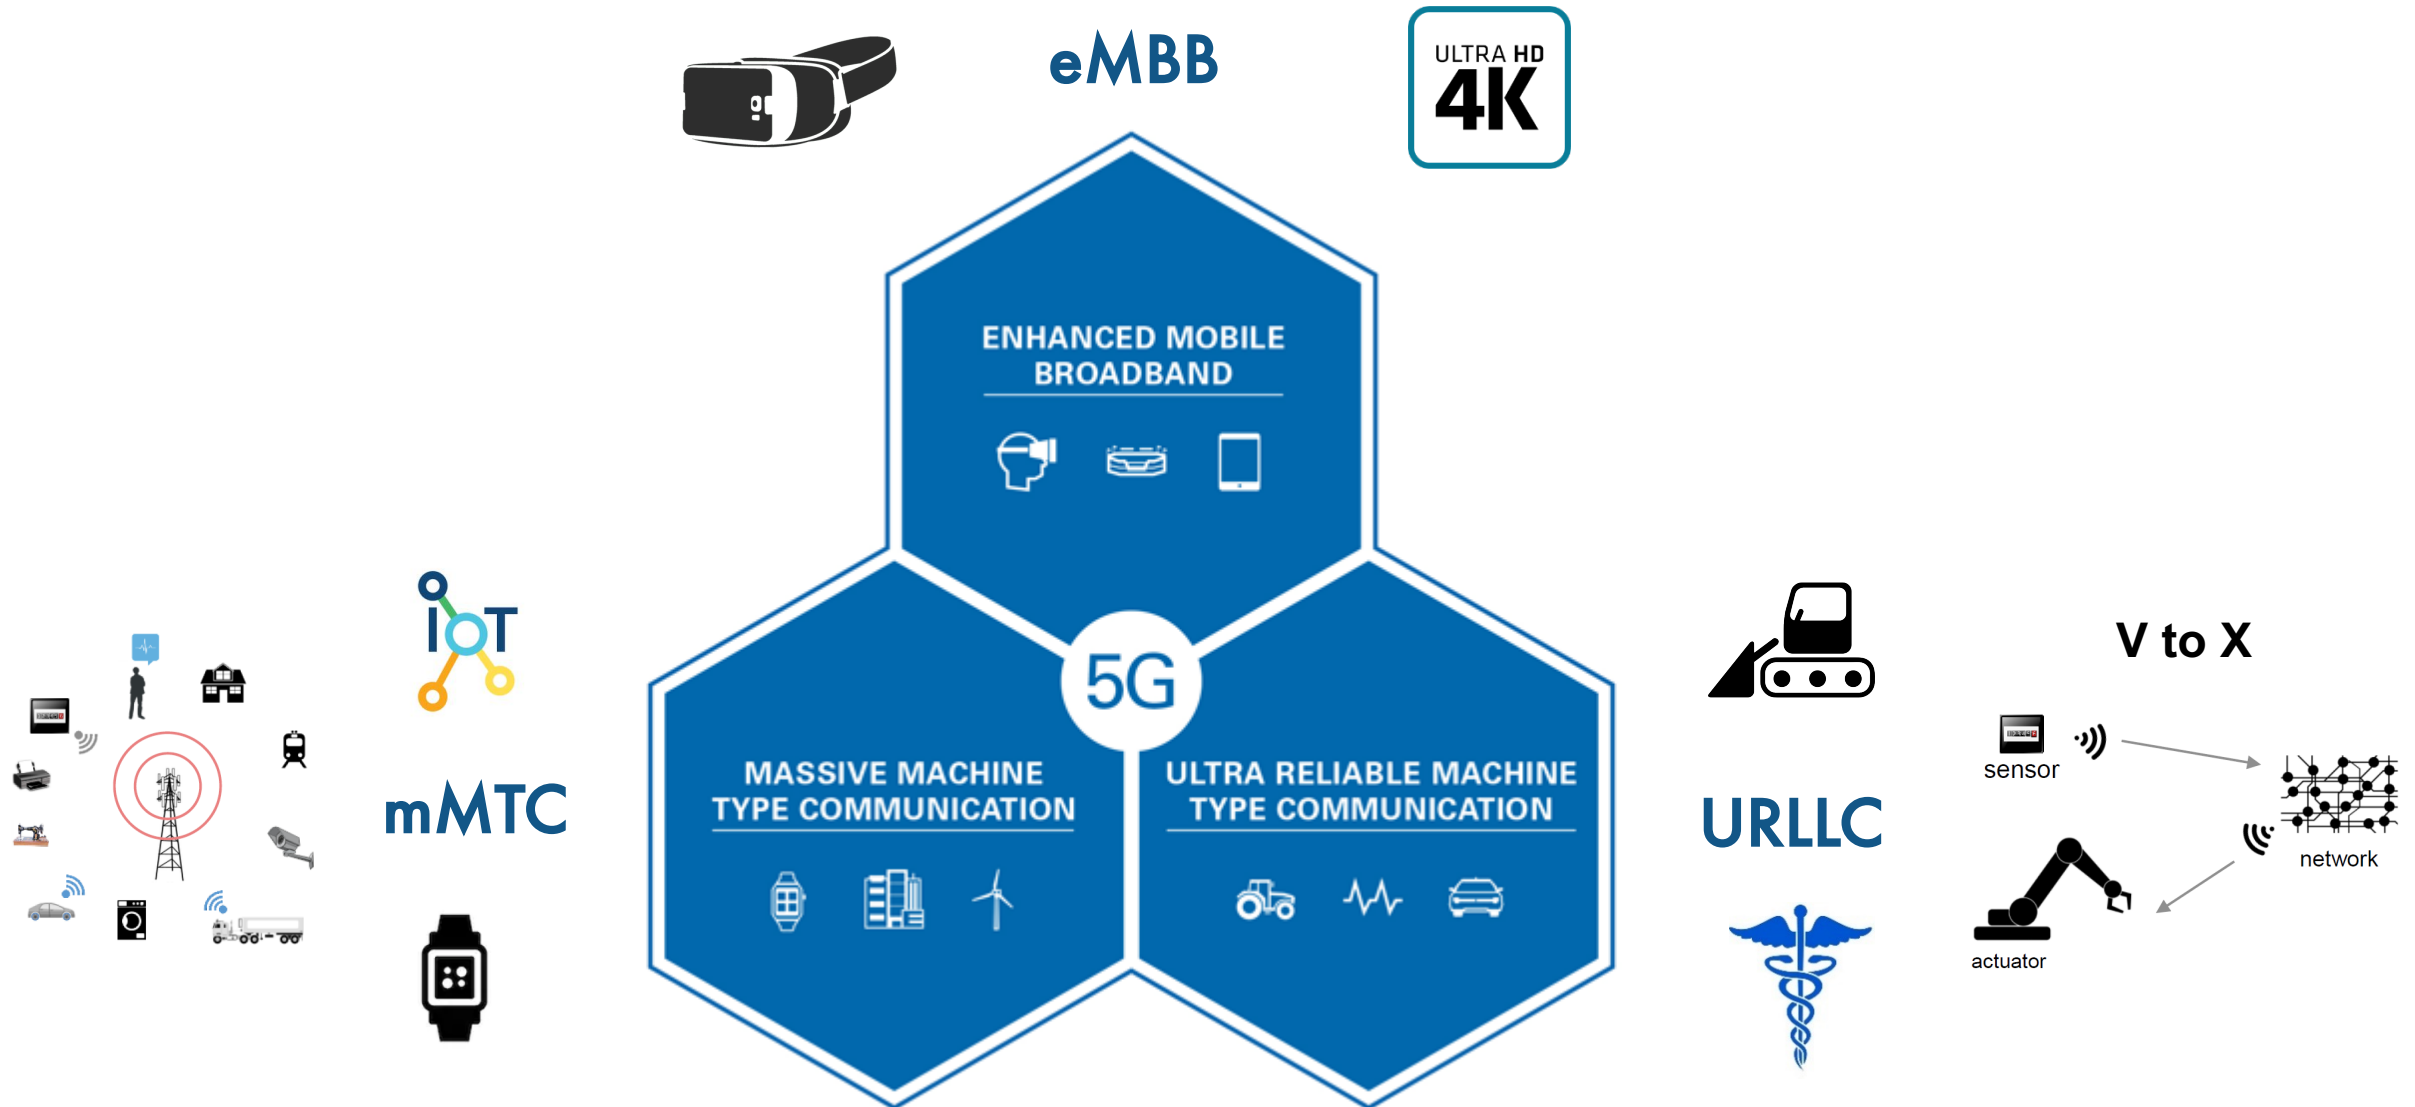 eMBB
ULTRA HD
4K
ENHANCED MOBILE
BROADBAND
IoT
5G
V to X
sensor
MASSIVE MACHINE
TYPE COMMUNICATION
ULTRA RELIABLE MACHINE
TYPE COMMUNICATION
mMTC
URLLC
network
actuator